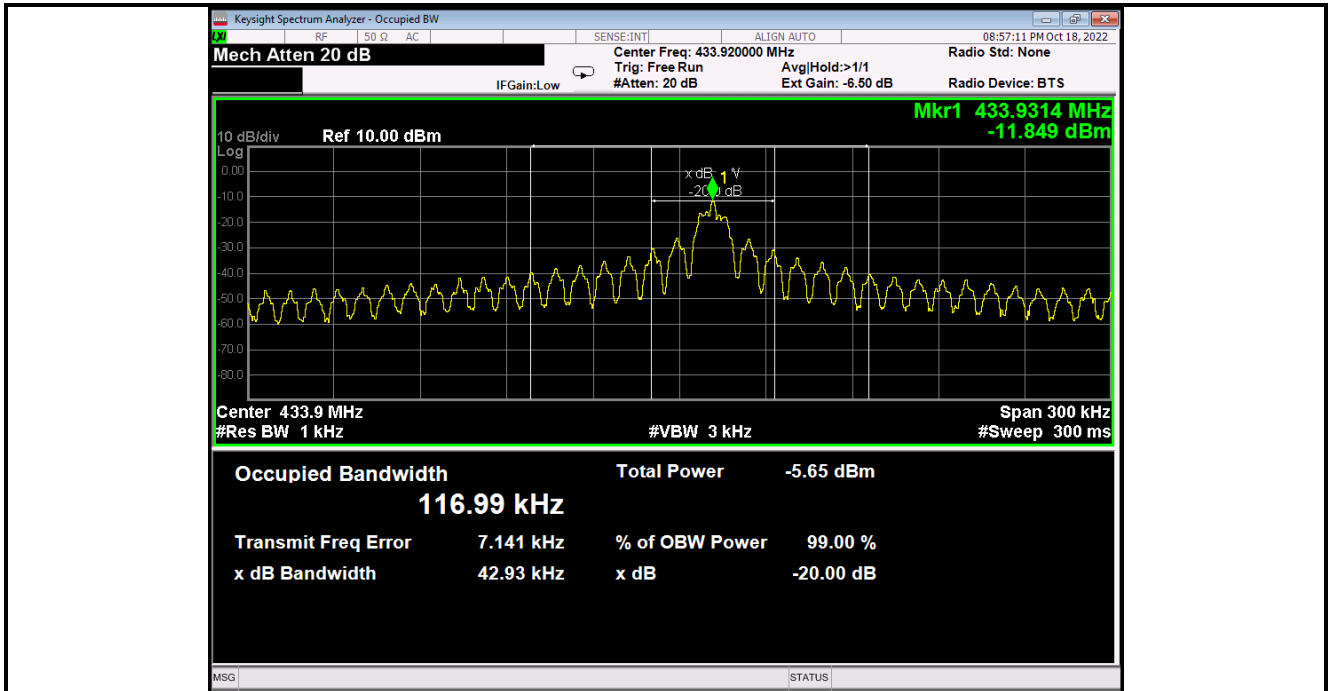 Keysight Spectrum Analyzer - Occupied BW
LXI RF 50 Ω AC SENSE:INT ALIGN AUTO 08:57:11 PM Oct 18, 2022
Mech Atten 20 dB
Center Freq: 433.920000 MHz Radio Std: None
Trig: Free Run Avg|Hold:>1/1
IFGain:Low #Atten: 20 dB Ext Gain: -6.50 dB Radio Device: BTS
Mkr1 433.9314 MHz
-11.849 dBm
10 dB/div Ref 10.00 dBm
Log
0.00
-10.0
-20.0
-30.0
-40.0
-50.0
-60.0
-70.0
-80.0
x dB 1
dB
Center 433.9 MHz Span 300 kHz
#Res BW 1 kHz #VBW 3 kHz #Sweep 300 ms
Occupied Bandwidth Total Power -5.65 dBm
116.99 kHz
Transmit Freq Error 7.141 kHz % of OBW Power 99.00 %
x dB Bandwidth 42.93 kHz x dB -20.00 dB
MSG STATUS